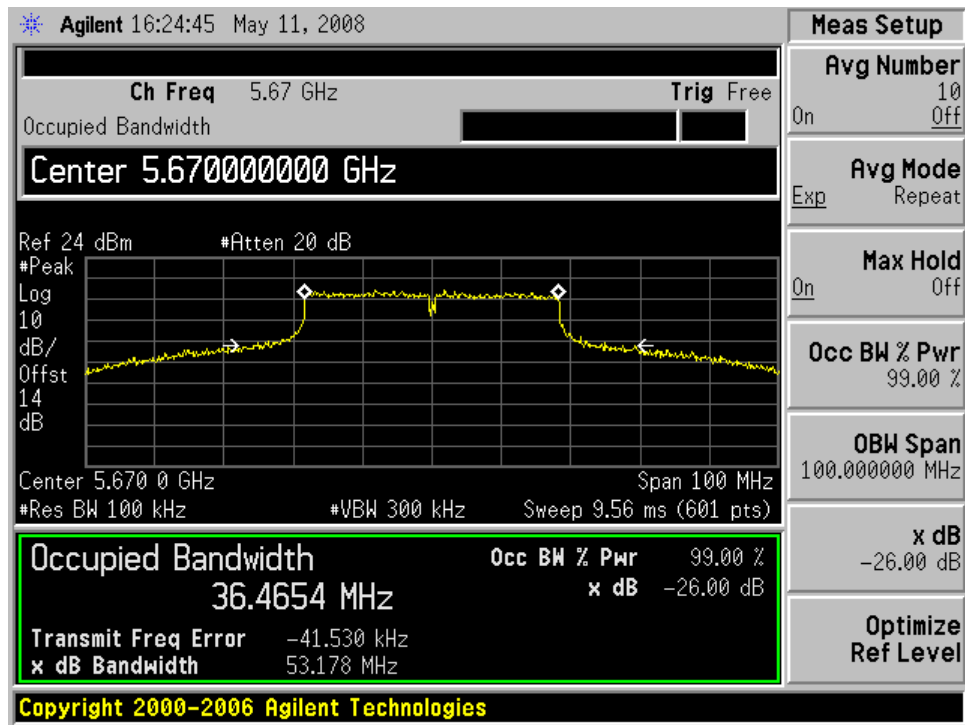 Agilent 16:24:45 May 11, 2008
Meas Setup
Ch Freq 5.67 GHz Trig Free
Occupied Bandwidth
Center 5.670000000 GHz
Ref 24 dBm #Atten 20 dB
#Peak
Log
10
dB/
Offst
14
dB
Center 5.670 0 GHz Span 100 MHz
#Res BW 100 kHz #VBW 300 kHz Sweep 9.56 ms (601 pts)
Occupied Bandwidth Occ BW % Pwr 99.00 %
36.4654 MHz x dB -26.00 dB
Transmit Freq Error -41.530 kHz
x dB Bandwidth 53.178 MHz
Avg Number
10
On Off
Avg Mode
Exp Repeat
Max Hold
On Off
Occ BW % Pwr
99.00 %
OBW Span
100.000000 MHz
x dB
-26.00 dB
Optimize
Ref Level
Copyright 2000-2006 Agilent Technologies